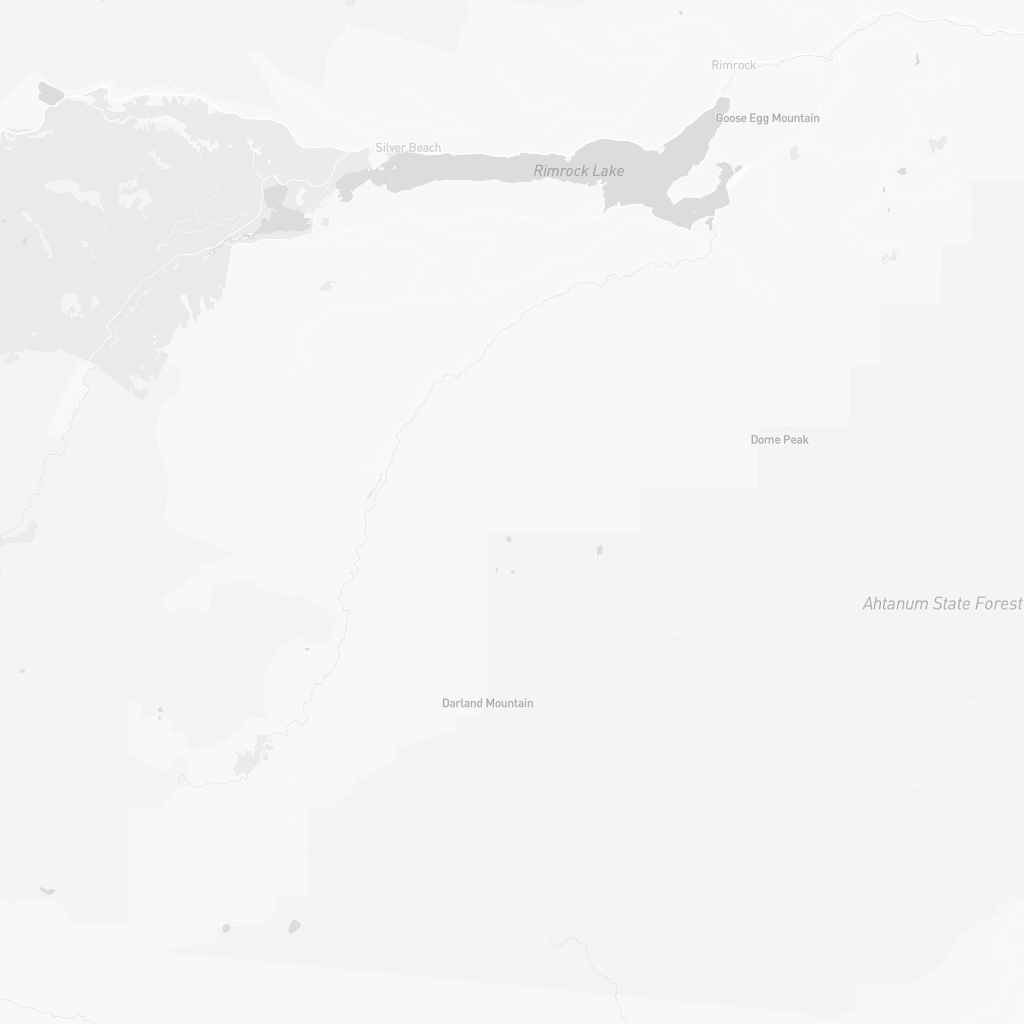 Rimrock
Goose Egg Mountain
Silver Beach
Rimrock Lake
Dome Peak
Ahtanum State Forest
Darland Mountain